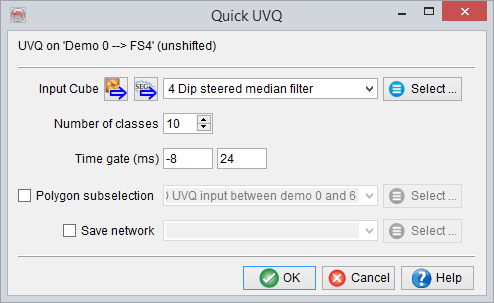 Quick UVQ
UVQ on 'Demo 0 --> FS4' (unshifted)
Input Cube SEGY 4 Dip steered median filter Select ...
Number of classes 10
Time gate (ms) -8 24
Polygon subselection UVQ input between demo 0 and 6 Select ...
Save network Select ...
OK Cancel Help